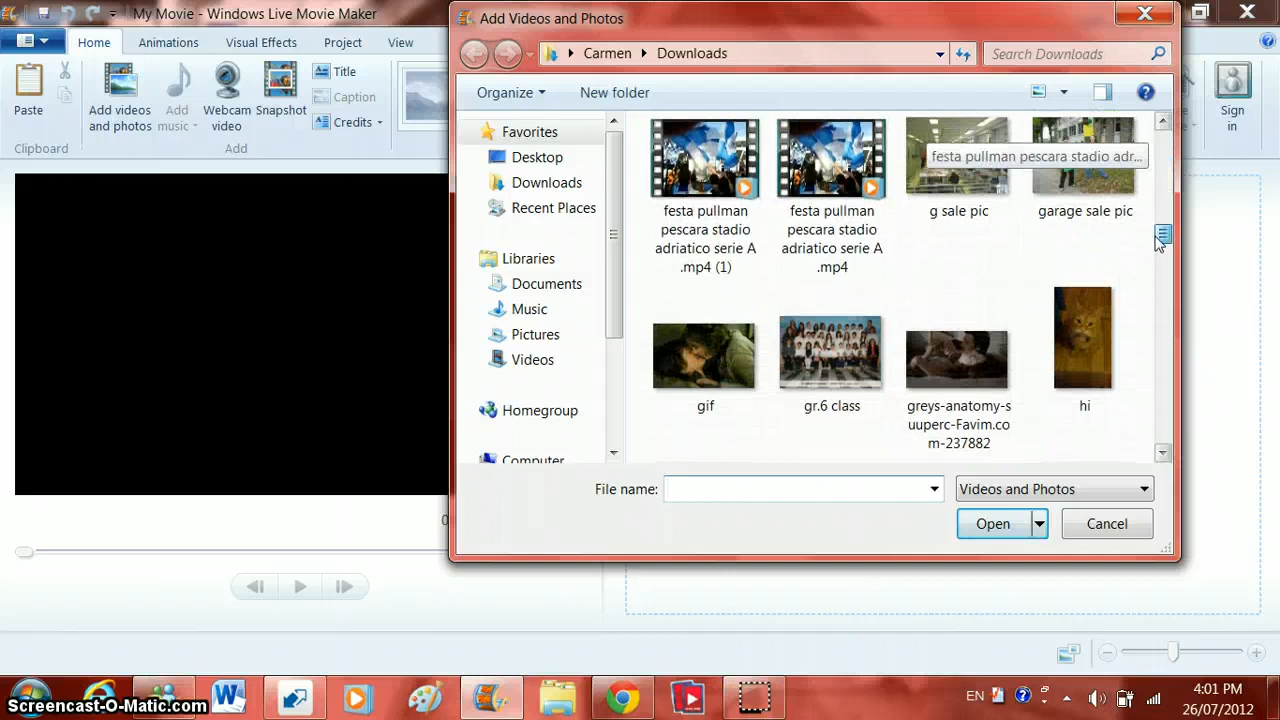 My Movie - Windows Live Movie Maker
Home
Animations
Visual Effects
Project
View
Paste
Add videos
and photos
Add
music
Webcam
video
Snapshot
Title
Caption
Credits
Clipboard
Add
Sign
in
Add Videos and Photos
Carmen
Downloads
Search Downloads
Organize
New folder
Favorites
Desktop
Downloads
Recent Places
Libraries
Documents
Music
Pictures
Videos
Homegroup
Computer
festa pullman pescara stadio adr...
festa pullman
pescara stadio
adriatico serie A
.mp4 (1)
festa pullman
pescara stadio
adriatico serie A
.mp4
g sale pic
garage sale pic
gif
gr.6 class
greys-anatomy-s
uuperc-Favim.co
m-237882
hi
File name:
Videos and Photos
Open
Cancel
EN
4:01 PM
26/07/2012
Screencast-O-Matic.com